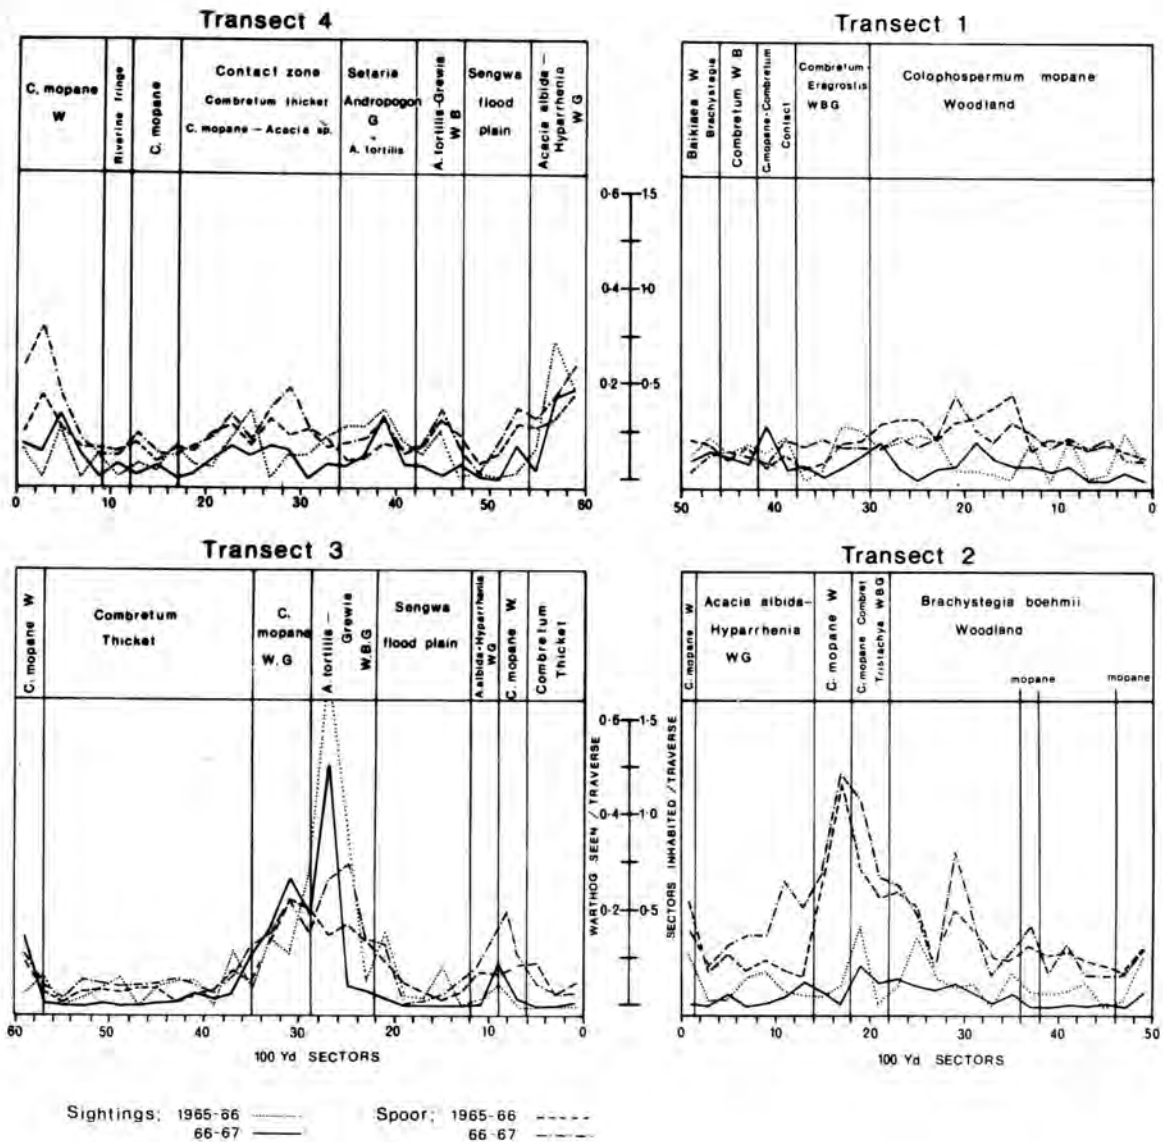 Transect 4
Transect 1
C. mopane
W
Riverine fringe
C. mopane
Contact zone
Combretum thicket
C. mopane – Acacia sp.
Setaria
Andropogon
G
A. tortilis
A. tortilis-Grewia
W B
Sengwa
flood
plain
Acacia albida –
Hyparrhenia
W G
Baikiaea W
Brachystegia
Combretum W B
C. mopane-Combretum
Contact
Combretum-
Eragrostis
W B G
Colophospermum mopane
Woodland
0·6 1·5
0·4 1·0
0·2 0·5
0 10 20 30 40 50 60
50 40 30 20 10 0
Transect 3
Transect 2
C. mopane W
Combretum
Thicket
C.
mopane
W.G
A. tortilis –
Grewia
W.B.G
Sengwa
flood plain
A. albida-Hyparrhenia
WG
C. mopane W
Combretum
Thicket
C. mopane W
Acacia albida–
Hyparrhenia
WG
C. mopane W
C. mopane Combret
Tristachya WBG
Brachystegia boehmii
Woodland
mopane
mopane
0·6 1·5
0·4 1·0
0·2 0·5
WARTHOG SEEN / TRAVERSE
SECTORS INHABITED / TRAVERSE
60 50 40 30 20 10 0
0 10 20 30 40 50
100 Yd SECTORS
100 Yd SECTORS
Sightings; 1965-66
66-67
Spoor; 1965-66
66-67